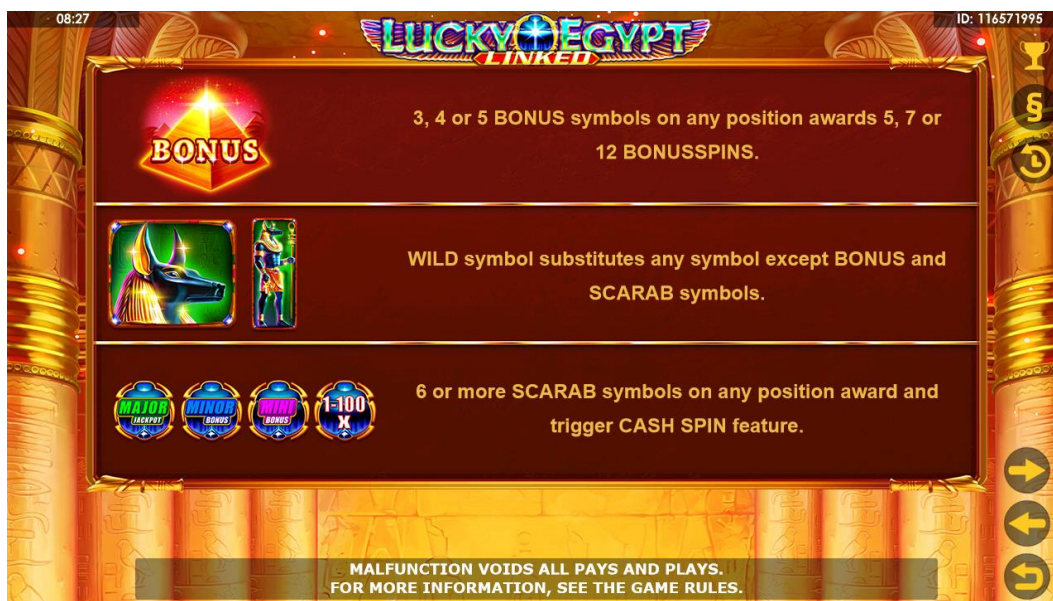 08:27
ID: 116571995
LUCKY EGYPT
LINKED
§
BONUS
3, 4 or 5 BONUS symbols on any position awards 5, 7 or
12 BONUSSPINS.
WILD symbol substitutes any symbol except BONUS and
SCARAB symbols.
MAJOR
JACKPOT
MINOR
BONUS
MINI
BONUS
1-100
X
6 or more SCARAB symbols on any position award and
trigger CASH SPIN feature.
MALFUNCTION VOIDS ALL PAYS AND PLAYS.
FOR MORE INFORMATION, SEE THE GAME RULES.